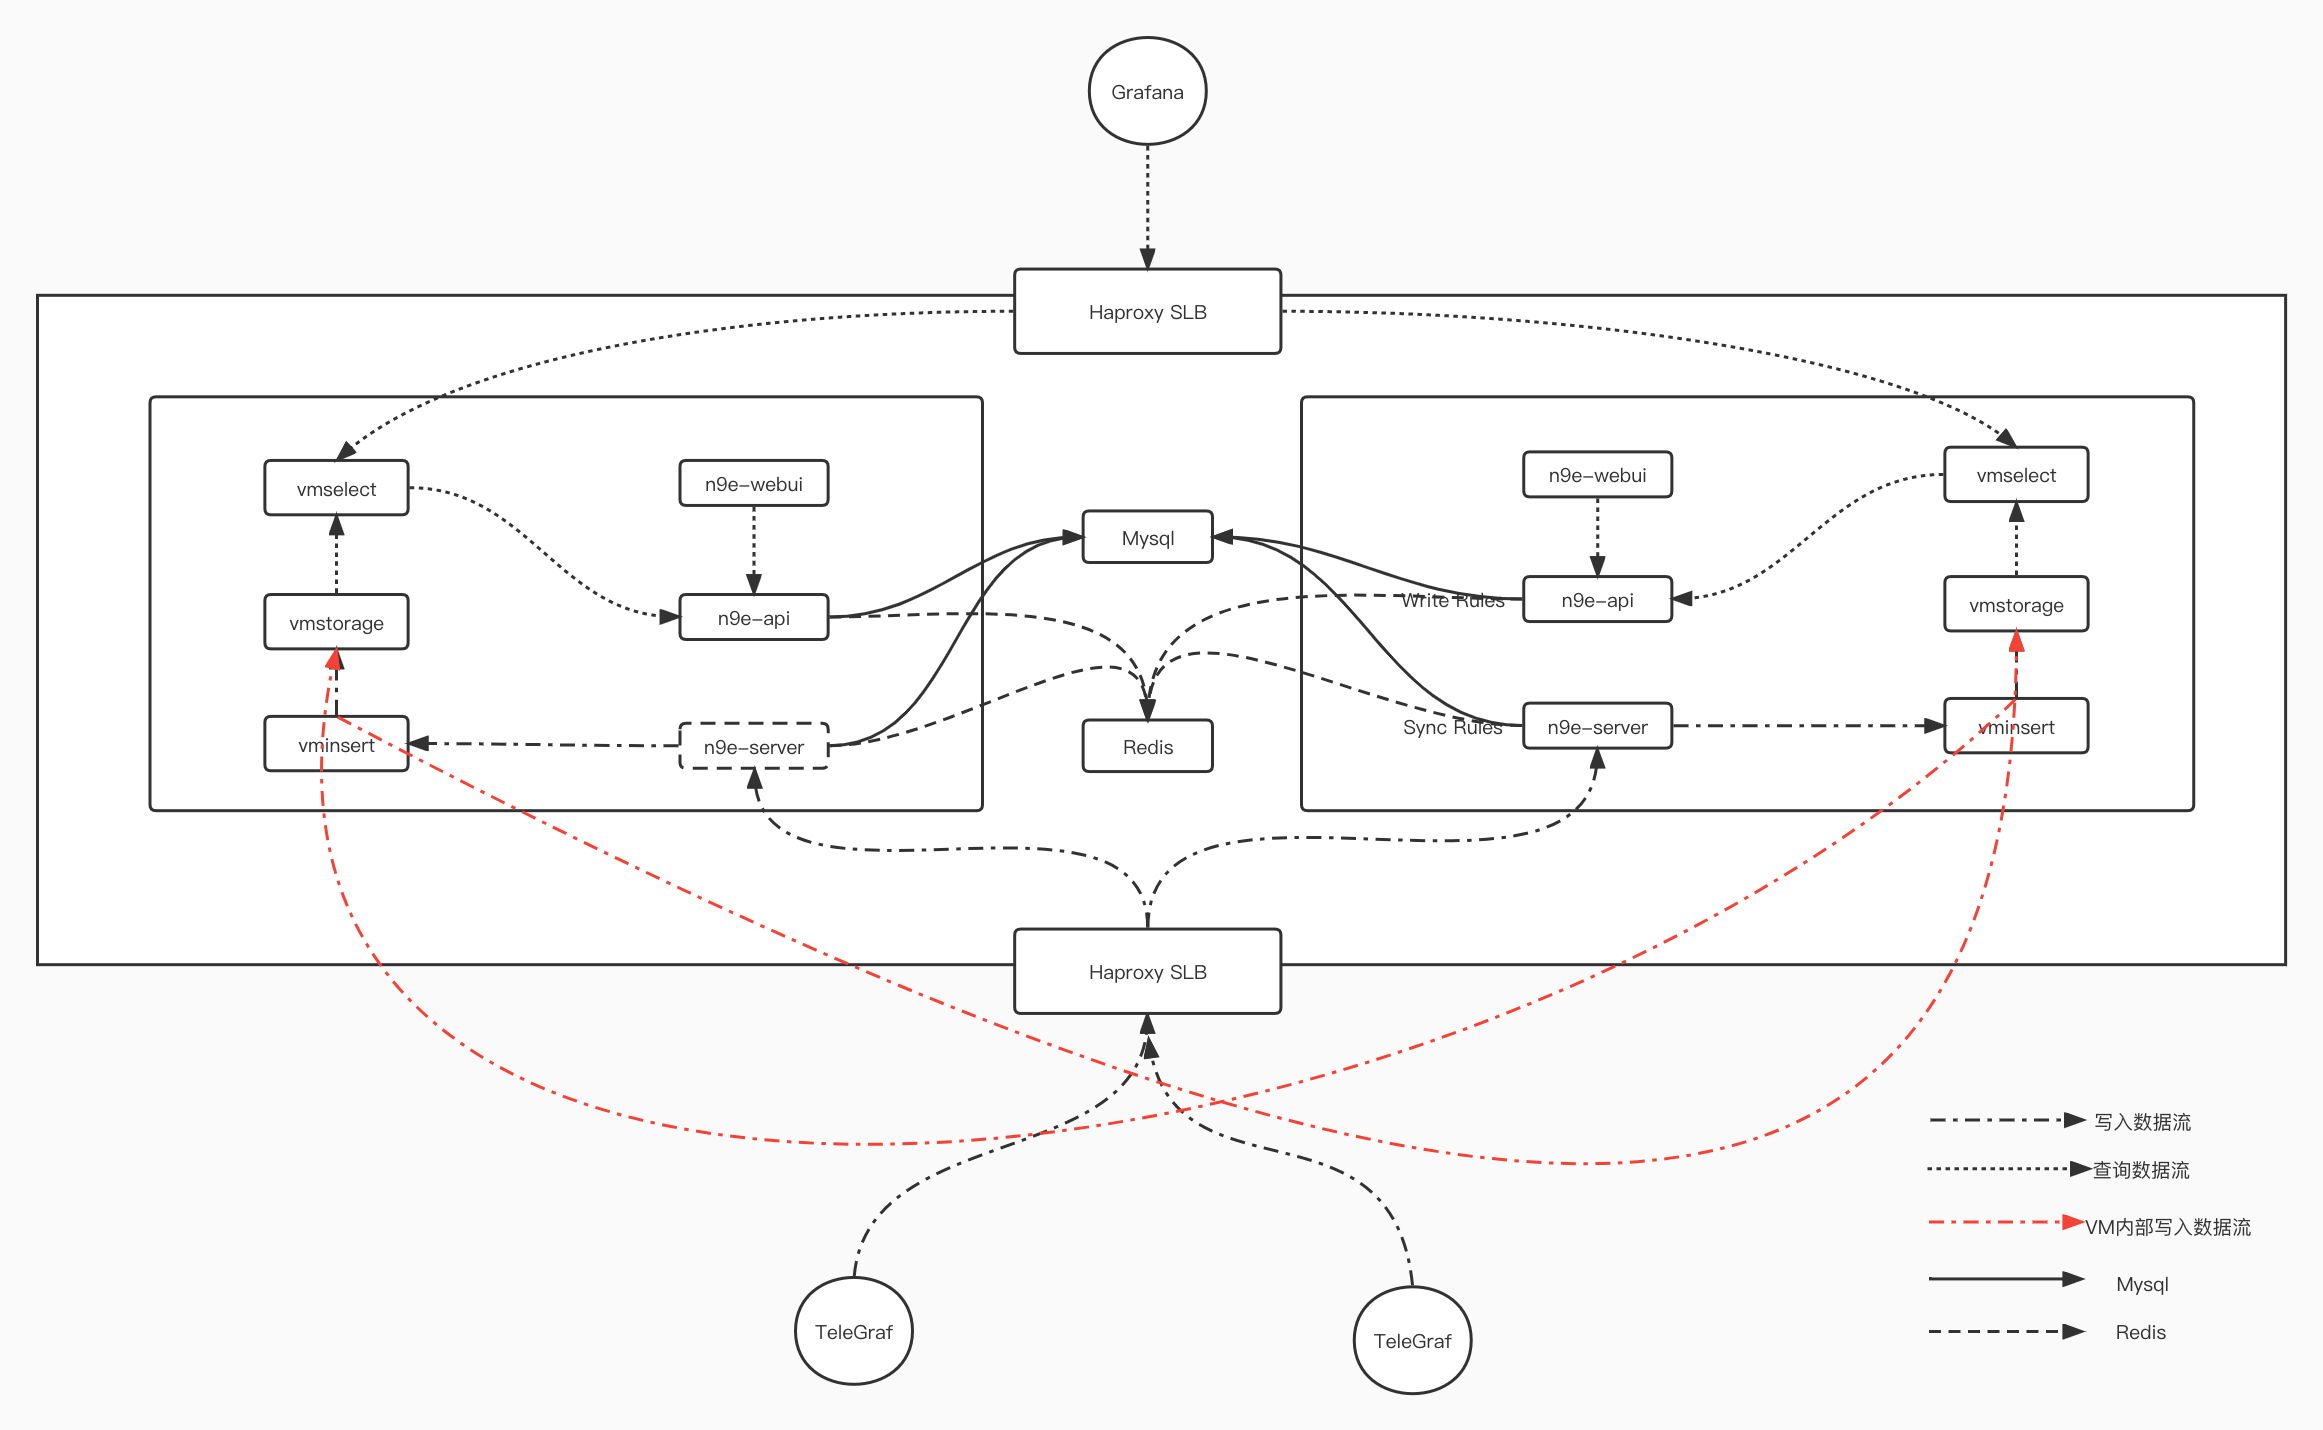 Grafana
Haproxy SLB
vmselect
n9e-webui
n9e-webui
vmselect
Mysql
vmstorage
n9e-api
Write Rules
n9e-api
vmstorage
vminsert
n9e-server
Redis
Sync Rules
n9e-server
vminsert
Haproxy SLB
写入数据流
查询数据流
VM内部写入数据流
Mysql
Redis
TeleGraf
TeleGraf